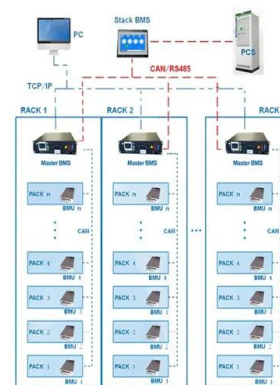 PC
Stack BMS
PCS
CAN/RS485
TCP/IP
RACK 1
RACK 2
RACK
Master BMS
Master BMS
Master BMS
PACK n
BMU n
PACK n
BMU n
PACK n
BMU n
CAN
CAN
CAN
PACK 4
BMU 4
PACK 4
BMU 4
PACK 4
BMU 4
PACK 3
BMU 3
PACK 3
BMU 3
PACK 3
BMU 3
PACK 2
BMU 2
PACK 2
BMU 2
PACK 2
BMU 2
PACK 1
BMU 1
PACK 1
BMU 1
PACK 1
BMU 1